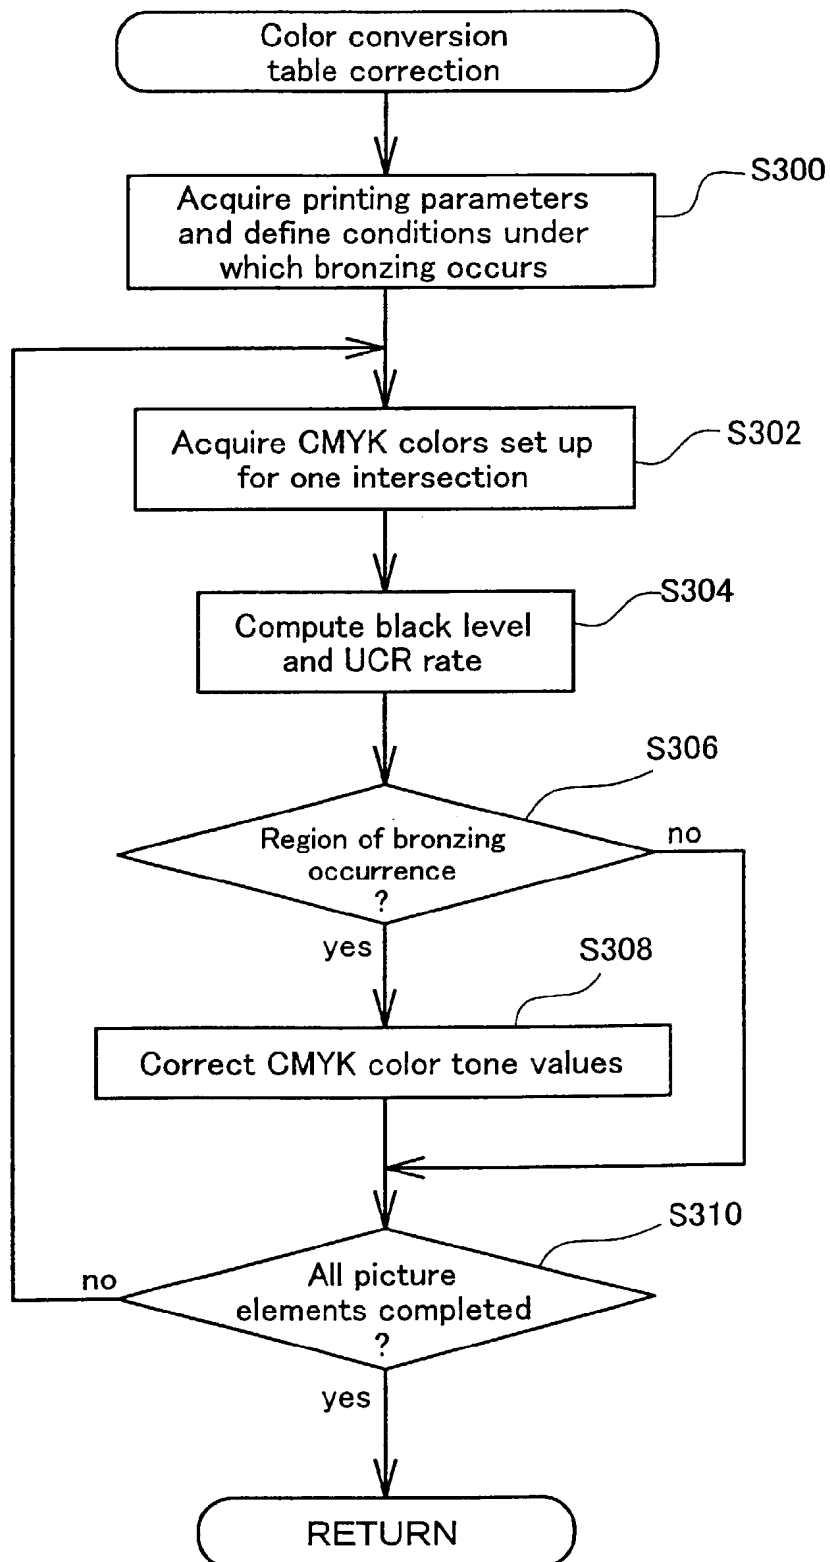 Color conversion
table correction
S300
Acquire printing parameters
and define conditions under
which bronzing occurs
S302
Acquire CMYK colors set up
for one intersection
S304
Compute black level
and UCR rate
S306
Region of bronzing
occurrence
?
no
yes
S308
Correct CMYK color tone values
S310
no
All picture
elements completed
?
yes
RETURN